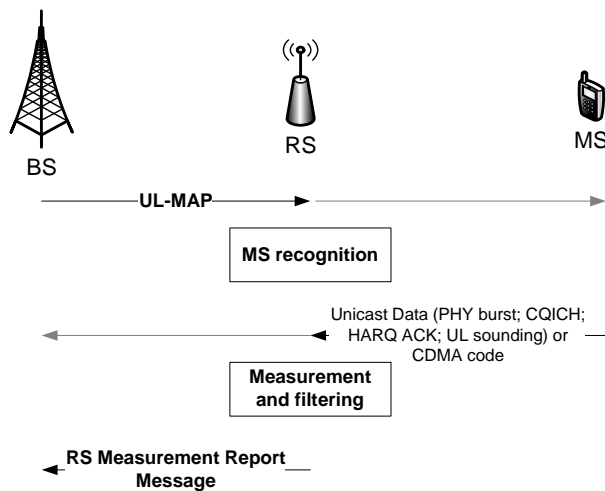 BS
RS
MS
UL-MAP
MS recognition
Unicast Data (PHY burst; CQICH;
HARQ ACK; UL sounding) or
CDMA code
Measurement
and filtering
RS Measurement Report
Message